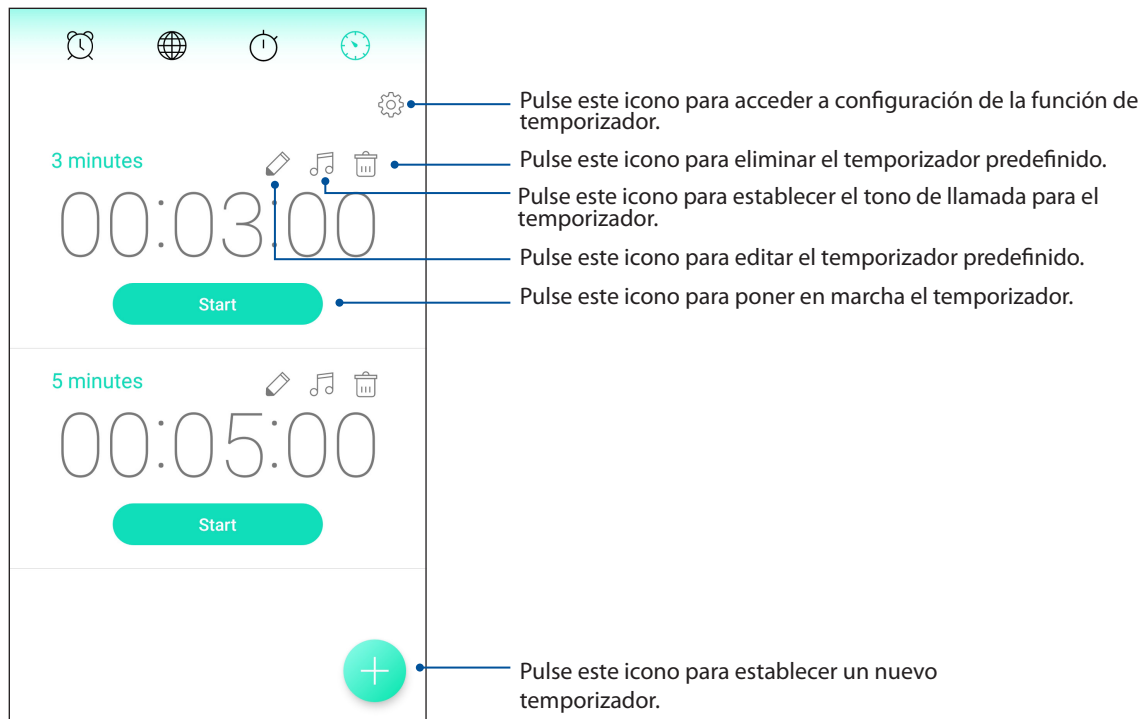 Pulse este icono para acceder a configuración de la función de
temporizador.
3 minutes
Pulse este icono para eliminar el temporizador predefinido.
Pulse este icono para establecer el tono de llamada para el
temporizador.
00:03:00
Pulse este icono para editar el temporizador predefinido.
Start
Pulse este icono para poner en marcha el temporizador.
5 minutes
00:05:00
Start
Pulse este icono para establecer un nuevo
temporizador.